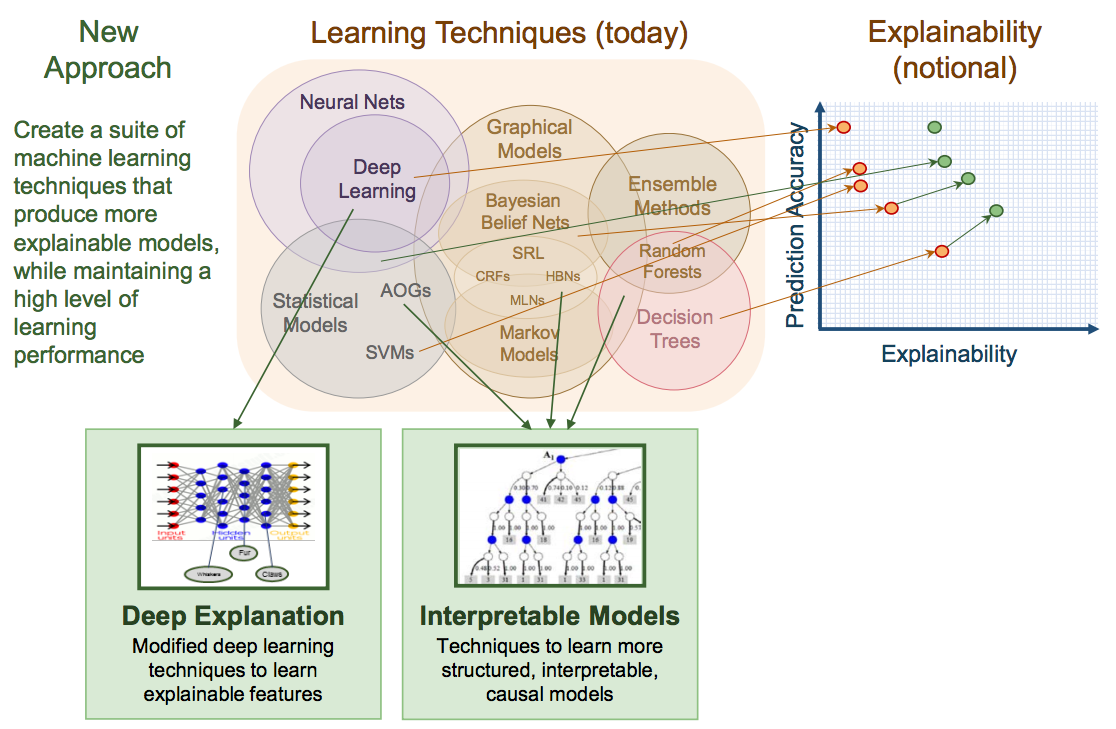 New
Approach
Learning Techniques (today)
Explainability
(notional)
Create a suite of
machine learning
techniques that
produce more
explainable models,
while maintaining a
high level of
learning
performance
Neural Nets
Deep
Learning
Graphical
Models
Bayesian
Belief Nets
SRL
CRFs
HBNs
MLNs
Markov
Models
Ensemble
Methods
Random
Forests
Decision
Trees
Statistical
Models
AOGs
SVMs
Prediction Accuracy
Explainability
Input
units
Hidden
units
Output
units
Whiskers
Fur
Claws
Deep Explanation
Modified deep learning
techniques to learn
explainable features
A1
Interpretable Models
Techniques to learn more
structured, interpretable,
causal models